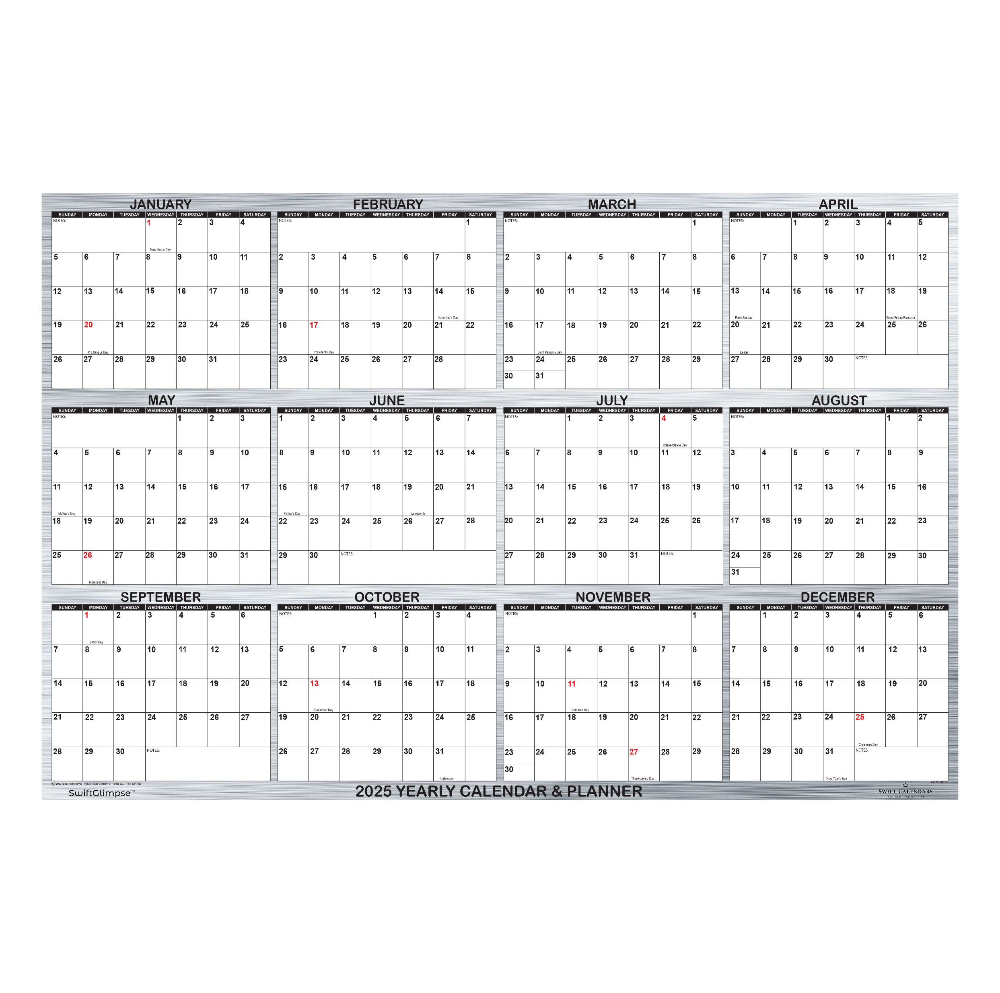 JANUARY
SUNDAY MONDAY TUESDAY WEDNESDAY THURSDAY FRIDAY SATURDAY
NOTES: 1 2 3 4
New Year's Day
5 6 7 8 9 10 11
12 13 14 15 16 17 18
19 20 21 22 23 24 25
M L King Jr Day
26 27 28 29 30 31
FEBRUARY
SUNDAY MONDAY TUESDAY WEDNESDAY THURSDAY FRIDAY SATURDAY
NOTES: 1
2 3 4 5 6 7 8
9 10 11 12 13 14 15
Valentine's Day
16 17 18 19 20 21 22
Presidents' Day
23 24 25 26 27 28
MARCH
SUNDAY MONDAY TUESDAY WEDNESDAY THURSDAY FRIDAY SATURDAY
NOTES: 1
2 3 4 5 6 7 8
9 10 11 12 13 14 15
16 17 18 19 20 21 22
Saint Patrick's Day
23 24 25 26 27 28 29
30 31
APRIL
SUNDAY MONDAY TUESDAY WEDNESDAY THURSDAY FRIDAY SATURDAY
NOTES: 1 2 3 4 5
6 7 8 9 10 11 12
13 14 15 16 17 18 19
Palm Sunday Good Friday/Passover
20 21 22 23 24 25 26
Easter
27 28 29 30 NOTES:
MAY
SUNDAY MONDAY TUESDAY WEDNESDAY THURSDAY FRIDAY SATURDAY
NOTES: 1 2 3
4 5 6 7 8 9 10
11 12 13 14 15 16 17
Mother's Day
18 19 20 21 22 23 24
25 26 27 28 29 30 31
Memorial Day
JUNE
SUNDAY MONDAY TUESDAY WEDNESDAY THURSDAY FRIDAY SATURDAY
1 2 3 4 5 6 7
8 9 10 11 12 13 14
15 16 17 18 19 20 21
Father's Day Juneteenth
22 23 24 25 26 27 28
29 30 NOTES:
JULY
SUNDAY MONDAY TUESDAY WEDNESDAY THURSDAY FRIDAY SATURDAY
NOTES: 1 2 3 4 5
Independence Day
6 7 8 9 10 11 12
13 14 15 16 17 18 19
20 21 22 23 24 25 26
27 28 29 30 31 NOTES:
AUGUST
SUNDAY MONDAY TUESDAY WEDNESDAY THURSDAY FRIDAY SATURDAY
NOTES: 1 2
3 4 5 6 7 8 9
10 11 12 13 14 15 16
17 18 19 20 21 22 23
24 25 26 27 28 29 30
31
SEPTEMBER
SUNDAY MONDAY TUESDAY WEDNESDAY THURSDAY FRIDAY SATURDAY
1 2 3 4 5 6
Labor Day
7 8 9 10 11 12 13
14 15 16 17 18 19 20
21 22 23 24 25 26 27
28 29 30 NOTES:
OCTOBER
SUNDAY MONDAY TUESDAY WEDNESDAY THURSDAY FRIDAY SATURDAY
NOTES: 1 2 3 4
5 6 7 8 9 10 11
12 13 14 15 16 17 18
Columbus Day
19 20 21 22 23 24 25
26 27 28 29 30 31
Halloween
NOVEMBER
SUNDAY MONDAY TUESDAY WEDNESDAY THURSDAY FRIDAY SATURDAY
NOTES: 1
2 3 4 5 6 7 8
9 10 11 12 13 14 15
Veterans Day
16 17 18 19 20 21 22
23 24 25 26 27 28 29
Thanksgiving Day
30
DECEMBER
SUNDAY MONDAY TUESDAY WEDNESDAY THURSDAY FRIDAY SATURDAY
1 2 3 4 5 6
7 8 9 10 11 12 13
14 15 16 17 18 19 20
21 22 23 24 25 26 27
Christmas Day
28 29 30 31 NOTES:
New Year's Eve
All Rights Reserved Reliable Map Company of Florida, LLC
SwiftGlimpse™
2025 YEARLY CALENDAR & PLANNER
SWIFT CALENDARS
Plan To Be Outstanding